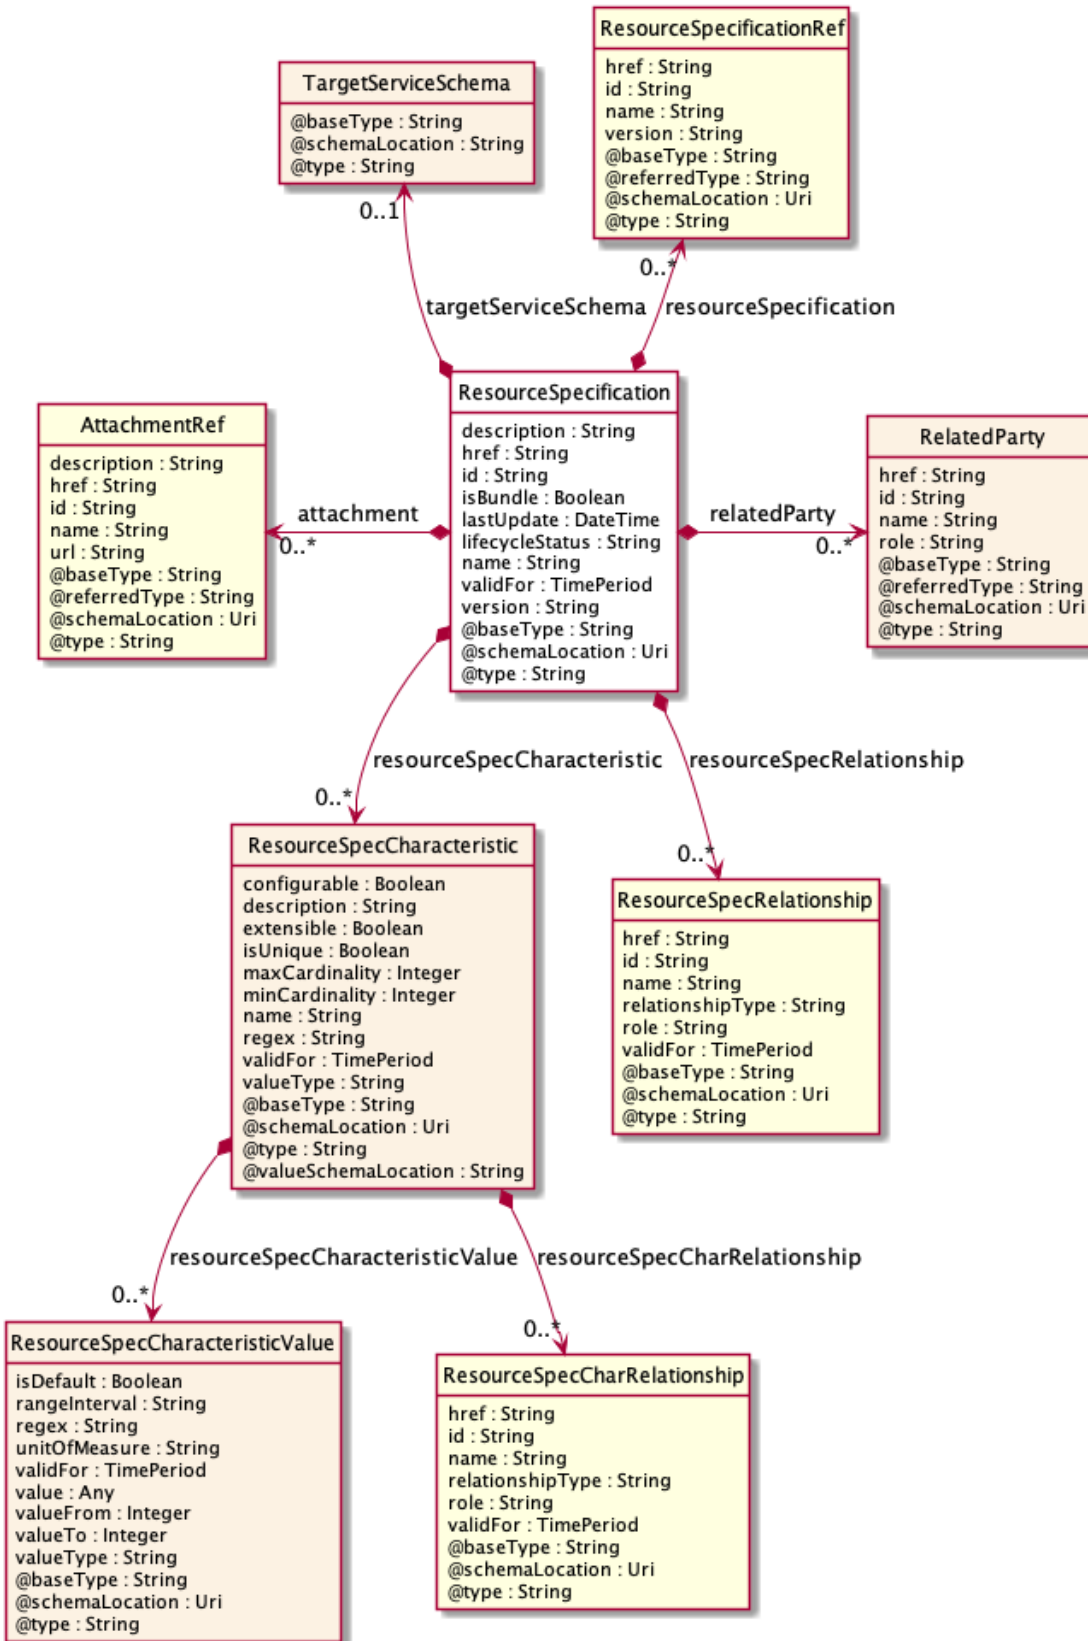 ResourceSpecificationRef
href : String
id : String
name : String
version : String
@baseType : String
@referredType : String
@schemaLocation : Uri
@type : String
TargetServiceSchema
@baseType : String
@schemaLocation : String
@type : String
0..1
0..*
targetServiceSchema
resourceSpecification
ResourceSpecification
description : String
href : String
id : String
isBundle : Boolean
lastUpdate : DateTime
lifecycleStatus : String
name : String
validFor : TimePeriod
version : String
@baseType : String
@schemaLocation : Uri
@type : String
AttachmentRef
description : String
href : String
id : String
name : String
url : String
@baseType : String
@referredType : String
@schemaLocation : Uri
@type : String
attachment
0..*
relatedParty
0..*
RelatedParty
href : String
id : String
name : String
role : String
@baseType : String
@referredType : String
@schemaLocation : Uri
@type : String
resourceSpecCharacteristic
0..*
resourceSpecRelationship
0..*
ResourceSpecCharacteristic
configurable : Boolean
description : String
extensible : Boolean
isUnique : Boolean
maxCardinality : Integer
minCardinality : Integer
name : String
regex : String
validFor : TimePeriod
valueType : String
@baseType : String
@schemaLocation : Uri
@type : String
@valueSchemaLocation : String
ResourceSpecRelationship
href : String
id : String
name : String
relationshipType : String
role : String
validFor : TimePeriod
@baseType : String
@schemaLocation : Uri
@type : String
resourceSpecCharacteristicValue
0..*
resourceSpecCharRelationship
0..*
ResourceSpecCharacteristicValue
isDefault : Boolean
rangeInterval : String
regex : String
unitOfMeasure : String
validFor : TimePeriod
value : Any
valueFrom : Integer
valueTo : Integer
valueType : String
@baseType : String
@schemaLocation : Uri
@type : String
ResourceSpecCharRelationship
href : String
id : String
name : String
relationshipType : String
role : String
validFor : TimePeriod
@baseType : String
@schemaLocation : Uri
@type : String